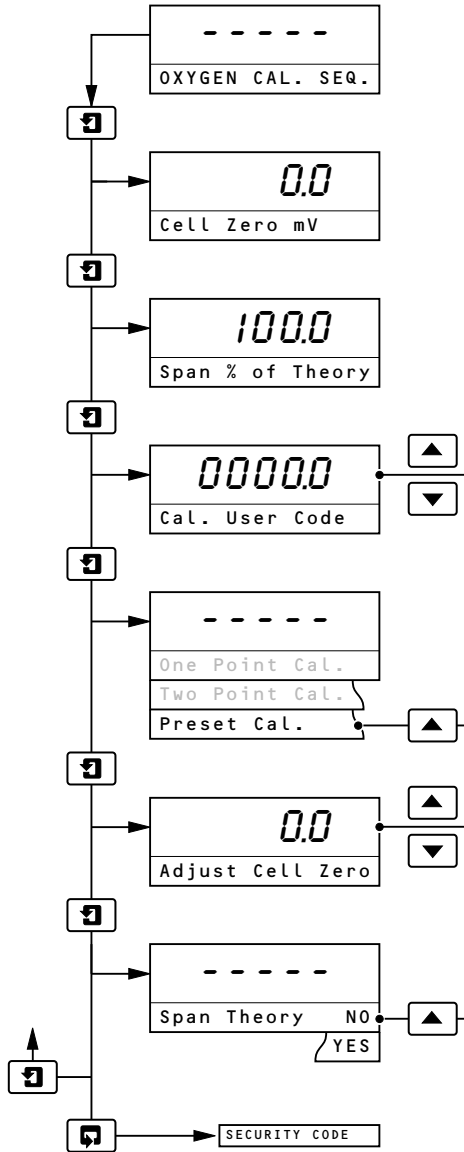 - - - - -
OXYGEN CAL. SEQ.
0.0
Cell Zero mV
100.0
Span % of Theory
0000.0
Cal. User Code
- - - - -
One Point Cal.
Two Point Cal.
Preset Cal.
0.0
Adjust Cell Zero
- - - - -
Span Theory NO
YES
SECURITY CODE